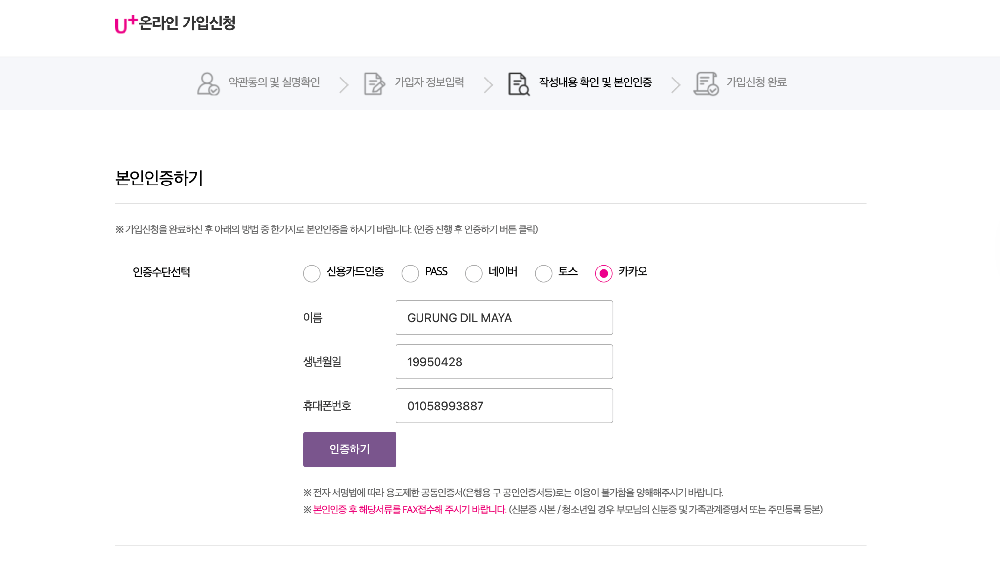 U+온라인 가입신청
약관동의 및 실명확인
가입자 정보입력
작성내용 확인 및 본인인증
가입신청 완료
본인인증하기
※ 가입신청을 완료하신 후 아래의 방법 중 한가지로 본인인증을 하시기 바랍니다. (인증 진행 후 인증하기 버튼 클릭)
인증수단선택
신용카드인증 PASS 네이버 토스 카카오
이름 GURUNG DIL MAYA
생년월일 19950428
휴대폰번호 01058993887
인증하기
※ 전자 서명법에 따라 용도제한 공동인증서(은행용 구 공인인증서등)로는 이용이 불가함을 양해해주시기 바랍니다.
※ 본인인증 후 해당서류를 FAX접수해 주시기 바랍니다. (신분증 사본 / 청소년일 경우 부모님의 신분증 및 가족관계증명서 또는 주민등록 등본)